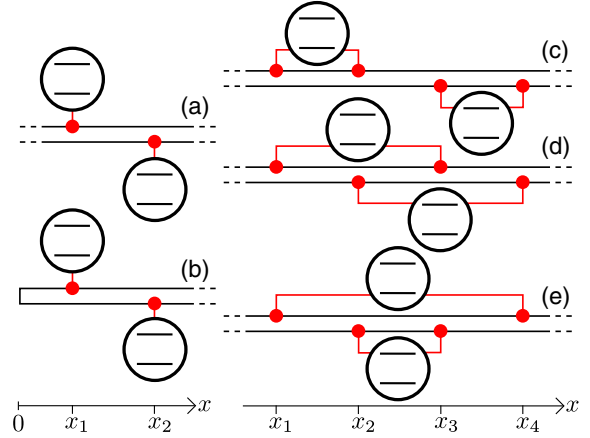 (a)
(b)
0 x₁ x₂ x
(c)
(d)
(e)
x₁ x₂ x₃ x₄ x